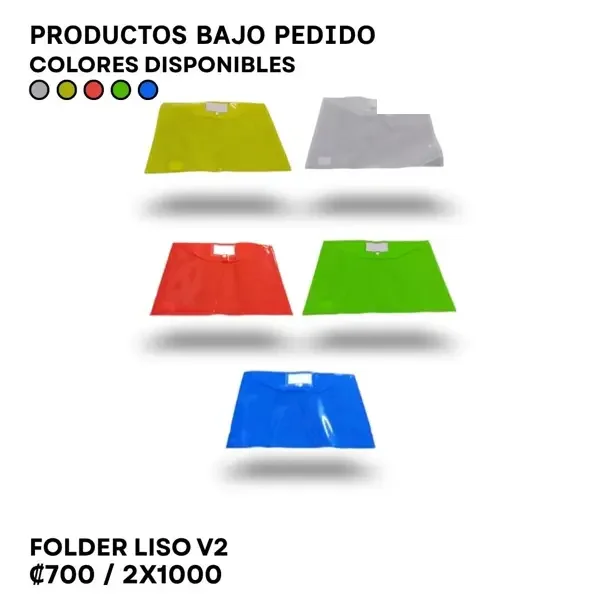 PRODUCTOS BAJO PEDIDO
COLORES DISPONIBLES
FOLDER LISO V2
₡700 / 2X1000